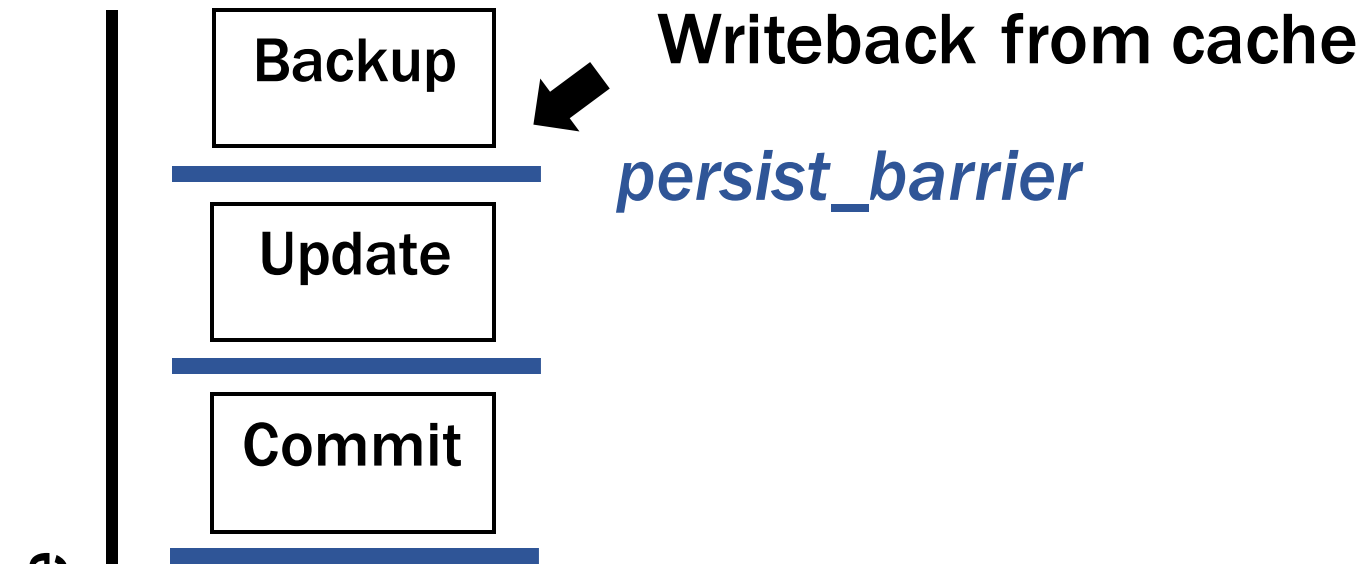 Backup
Writeback from cache
persist_barrier
Update
Commit